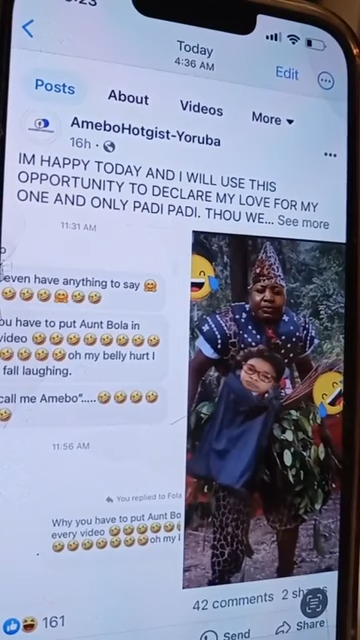 Today
4:36 AM
Edit
Posts
About
Videos
More
AmeboHotgist-Yoruba
16h
IM HAPPY TODAY AND I WILL USE THIS
OPPORTUNITY TO DECLARE MY LOVE FOR MY
ONE AND ONLY PADI PADI. THOU WE... See more
11:31 AM
even have anything to say 🤗
🤣🤣🤣🤗🤣🤣
ou have to put Aunt Bola in
video 🤣🤣🤣🤣🤣🤣
🤣🤣🤣🤣oh my belly hurt I
fall laughing.
call me Amebo".....🤣🤣🤣🤣
🤣
11:56 AM
You replied to Fola
Why you have to put Aunt Bo
every video 🤣🤣🤣🤣🤣
🤣🤣🤣🤣🤣🤣oh my l
161
42 comments 2 sh
Send
Share